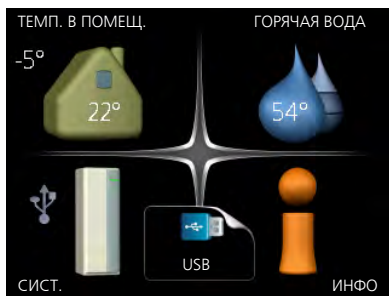 ТЕМП. В ПОМЕЩ.
ГОРЯЧАЯ ВОДА
-5°
22°
54°
USB
СИСТ.
ИНФО